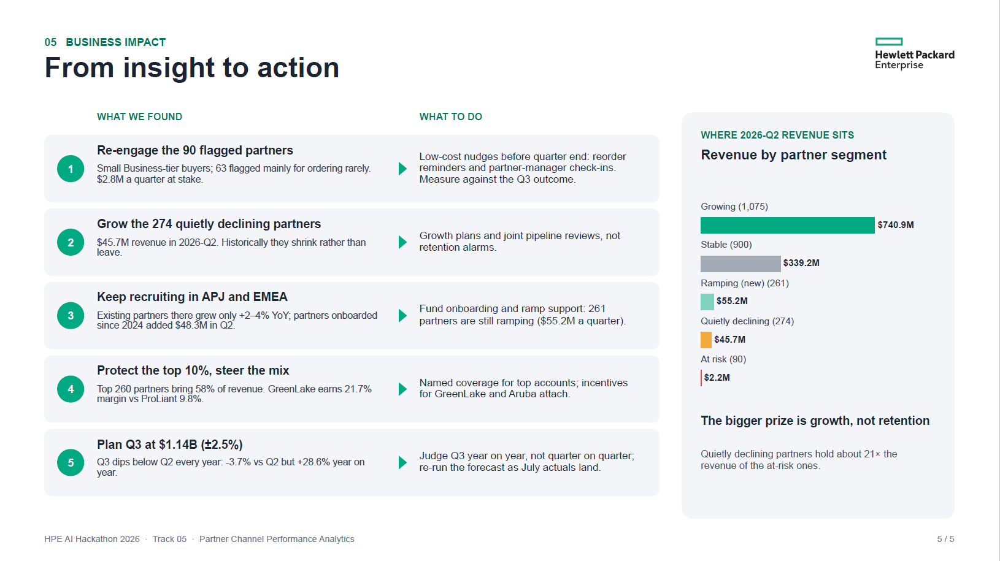 05 BUSINESS IMPACT
From insight to action
Hewlett Packard
Enterprise
WHAT WE FOUND
WHAT TO DO
1
Re-engage the 90 flagged partners
Small Business-tier buyers; 63 flagged mainly for ordering rarely.
$2.8M a quarter at stake.
Low-cost nudges before quarter end: reorder
reminders and partner-manager check-ins.
Measure against the Q3 outcome.
2
Grow the 274 quietly declining partners
$45.7M revenue in 2026-Q2. Historically they shrink rather than
leave.
Growth plans and joint pipeline reviews, not
retention alarms.
3
Keep recruiting in APJ and EMEA
Existing partners there grew only +2–4% YoY; partners onboarded
since 2024 added $48.3M in Q2.
Fund onboarding and ramp support: 261
partners are still ramping ($55.2M a quarter).
4
Protect the top 10%, steer the mix
Top 260 partners bring 58% of revenue. GreenLake earns 21.7%
margin vs ProLiant 9.8%.
Named coverage for top accounts; incentives
for GreenLake and Aruba attach.
5
Plan Q3 at $1.14B (±2.5%)
Q3 dips below Q2 every year: -3.7% vs Q2 but +28.6% year on
year.
Judge Q3 year on year, not quarter on quarter;
re-run the forecast as July actuals land.
WHERE 2026-Q2 REVENUE SITS
Revenue by partner segment
Growing (1,075)
$740.9M
Stable (900)
$339.2M
Ramping (new) (261)
$55.2M
Quietly declining (274)
$45.7M
At risk (90)
$2.2M
The bigger prize is growth, not retention
Quietly declining partners hold about 21× the
revenue of the at-risk ones.
HPE AI Hackathon 2026 · Track 05 · Partner Channel Performance Analytics
5 / 5